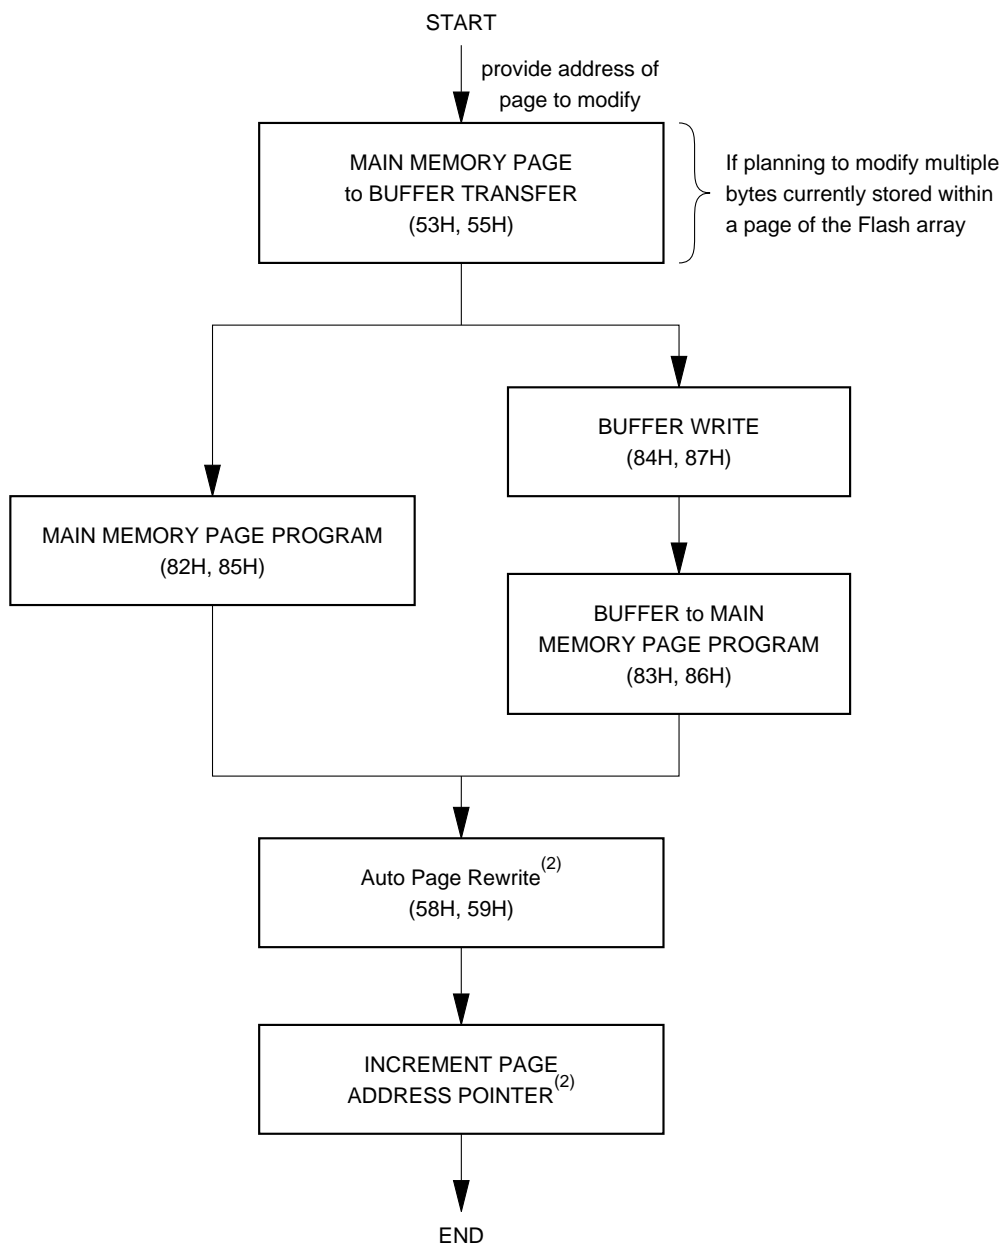 START
provide address of
page to modify
MAIN MEMORY PAGE
to BUFFER TRANSFER
(53H, 55H)
If planning to modify multiple
bytes currently stored within
a page of the Flash array
BUFFER WRITE
(84H, 87H)
MAIN MEMORY PAGE PROGRAM
(82H, 85H)
BUFFER to MAIN
MEMORY PAGE PROGRAM
(83H, 86H)
Auto Page Rewrite(2)
(58H, 59H)
INCREMENT PAGE
ADDRESS POINTER(2)
END